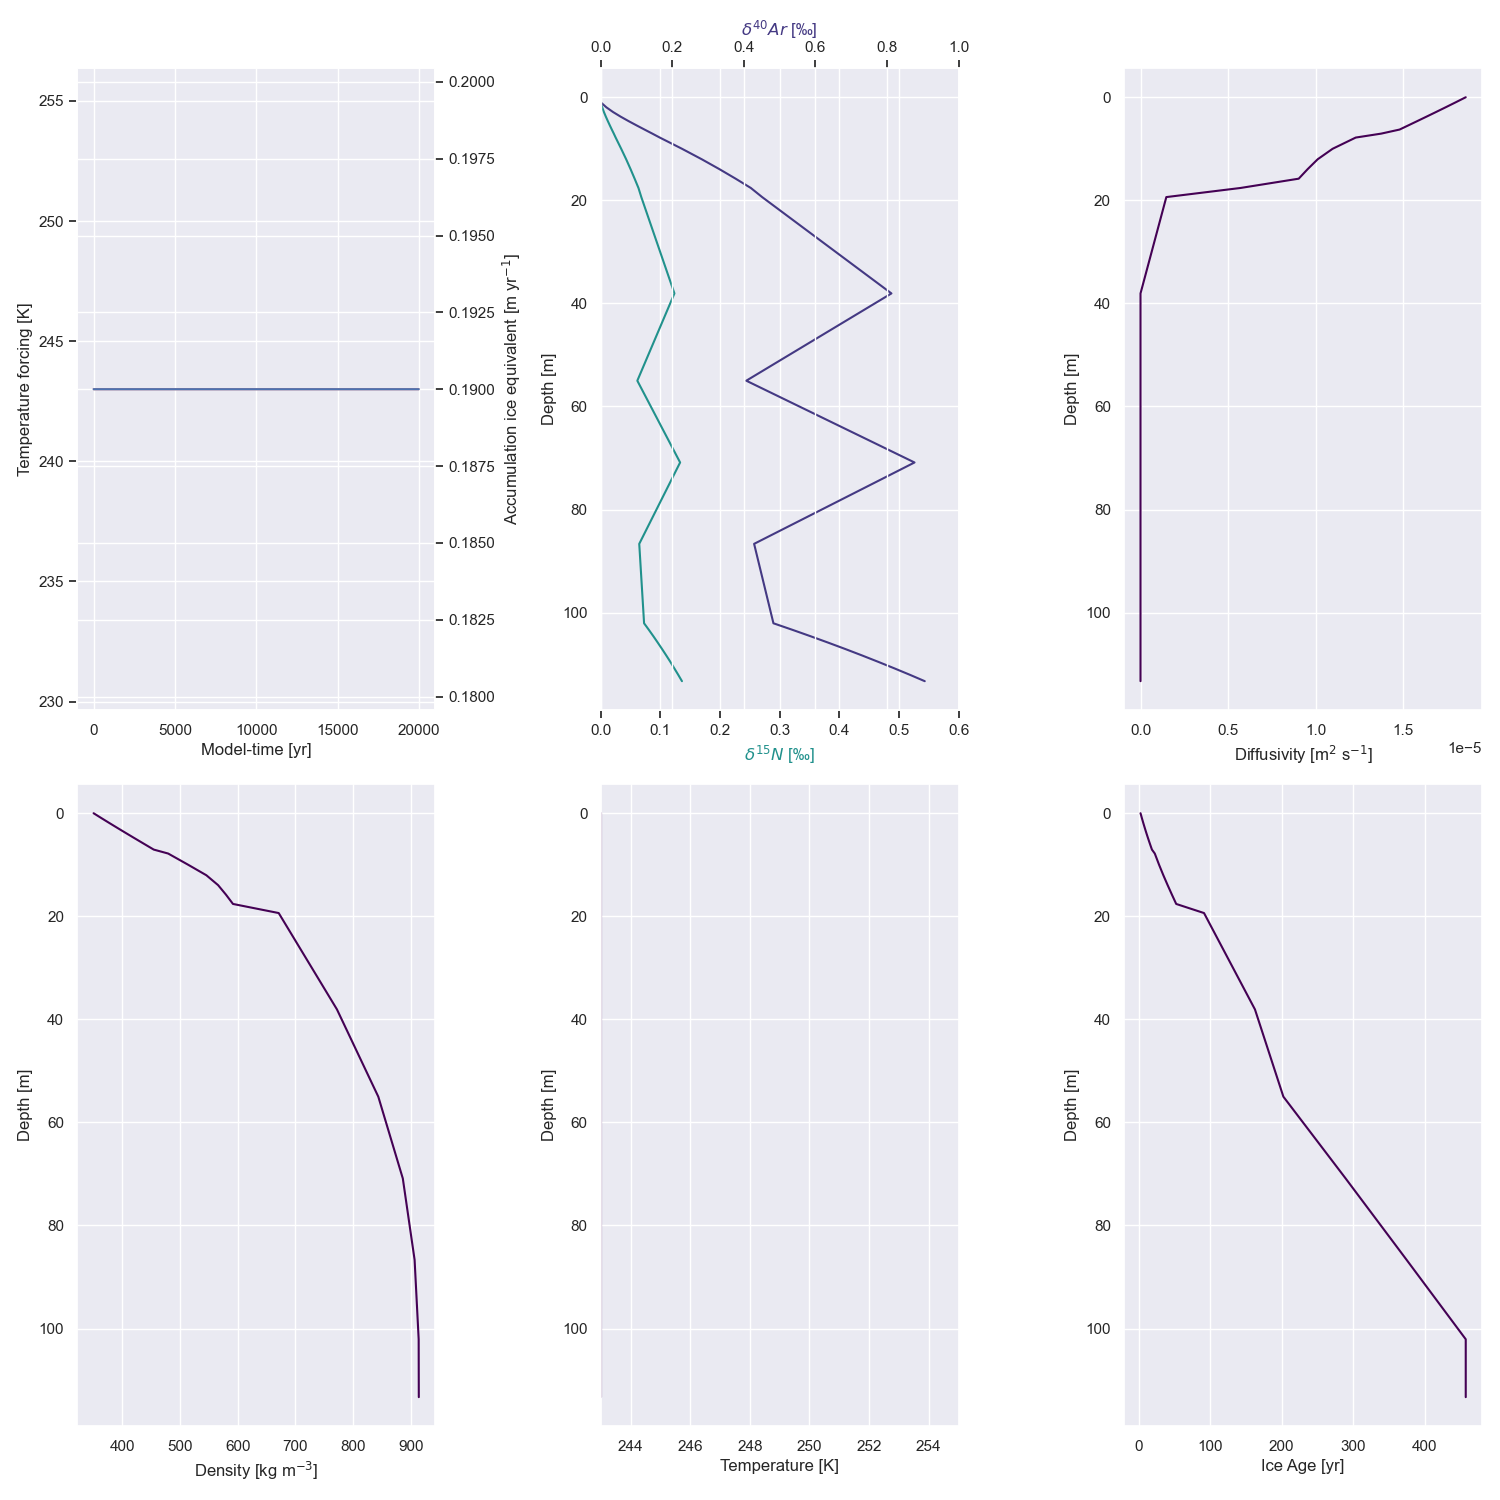 δ⁴⁰Ar [‰]
0.0 0.2 0.4 0.6 0.8 1.0
255
250
245
240
235
230
Temperature forcing [K]
0 5000 10000 15000 20000
Model-time [yr]
0.2000
0.1975
0.1950
0.1925
0.1900
0.1875
0.1850
0.1825
0.1800
Accumulation ice equivalent [m yr⁻¹]
0
20
40
60
80
100
Depth [m]
0.0 0.1 0.2 0.3 0.4 0.5 0.6
δ¹⁵N [‰]
0
20
40
60
80
100
Depth [m]
0.0 0.5 1.0 1.5
1e−5
Diffusivity [m² s⁻¹]
0
20
40
60
80
100
Depth [m]
400 500 600 700 800 900
Density [kg m⁻³]
0
20
40
60
80
100
Depth [m]
244 246 248 250 252 254
Temperature [K]
0
20
40
60
80
100
Depth [m]
0 100 200 300 400
Ice Age [yr]